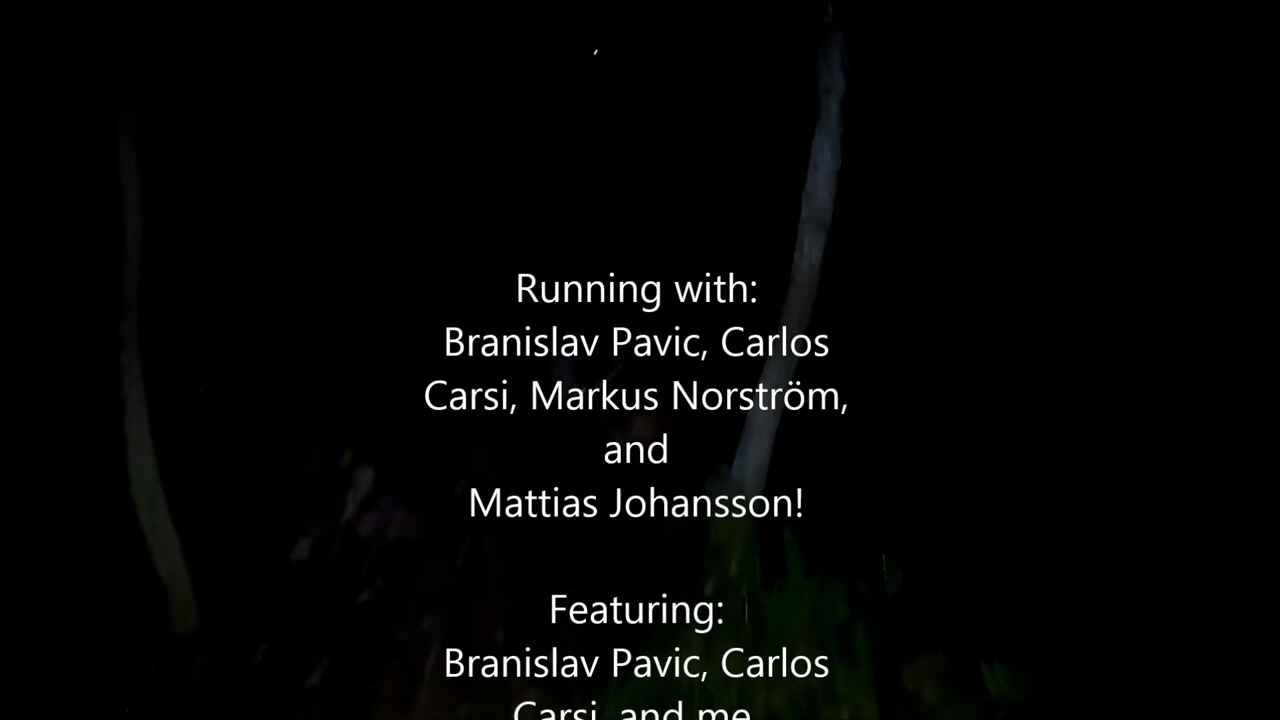 Running with:
Branislav Pavic, Carlos
Carsi, Markus Norström,
and
Mattias Johansson!
Featuring:
Branislav Pavic, Carlos
Carsi, and me